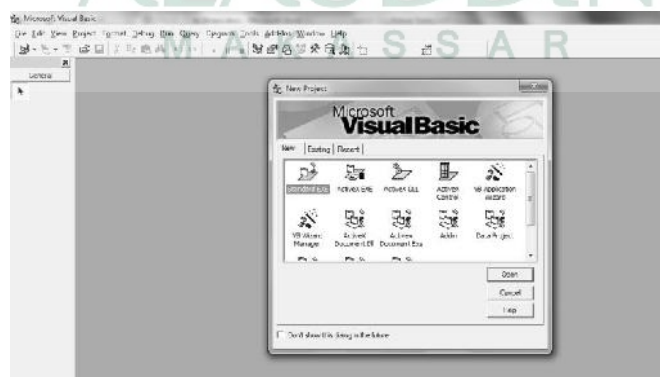 ALAUDDIN
MAKASSAR
Microsoft Visual Basic
File Edit View Project Format Debug Run Query Diagram Tools Add-Ins Window Help
General
New Project
Microsoft
Visual Basic
New Existing Recent
Standard EXE ActiveX EXE ActiveX DLL ActiveX Control VB Application Wizard
VB Wizard Manager ActiveX Document Dll ActiveX Document Exe Addin Data Project
Open
Cancel
Help
Don't show this dialog in the future